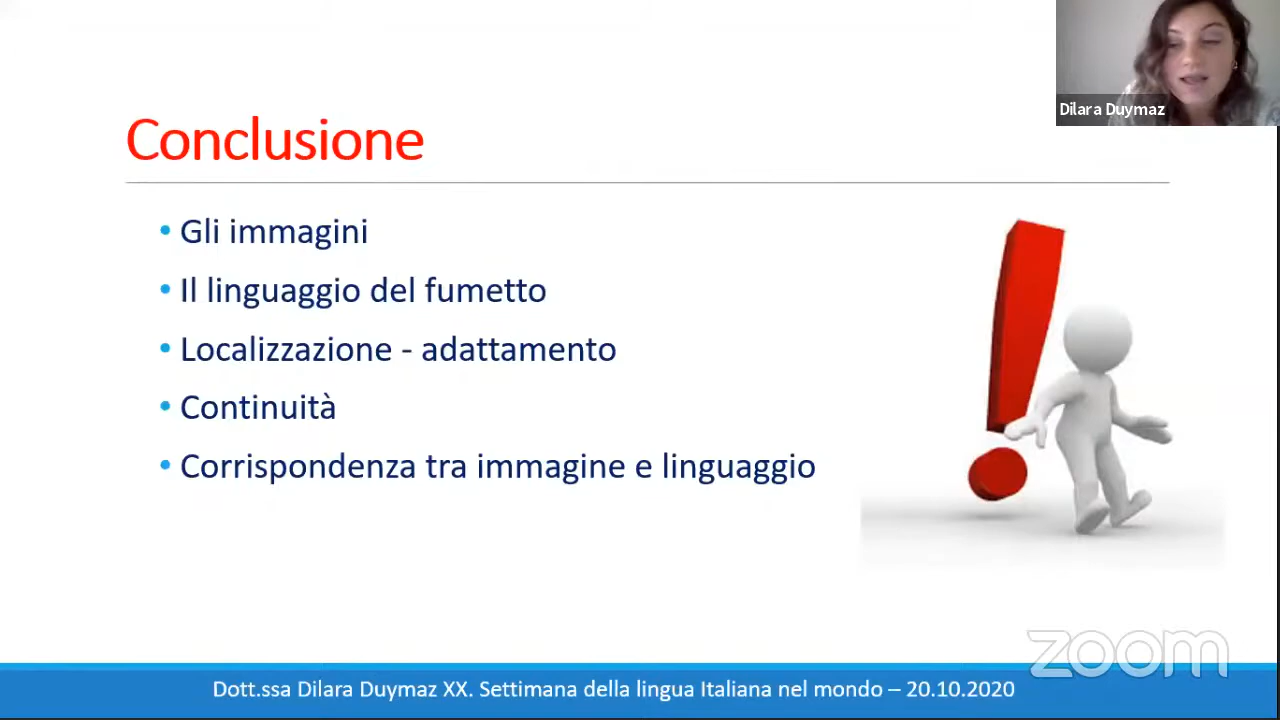 Dilara Duymaz
Conclusione
• Gli immagini
• Il linguaggio del fumetto
• Localizzazione - adattamento
• Continuità
• Corrispondenza tra immagine e linguaggio
zoom
Dott.ssa Dilara Duymaz XX. Settimana della lingua Italiana nel mondo – 20.10.2020